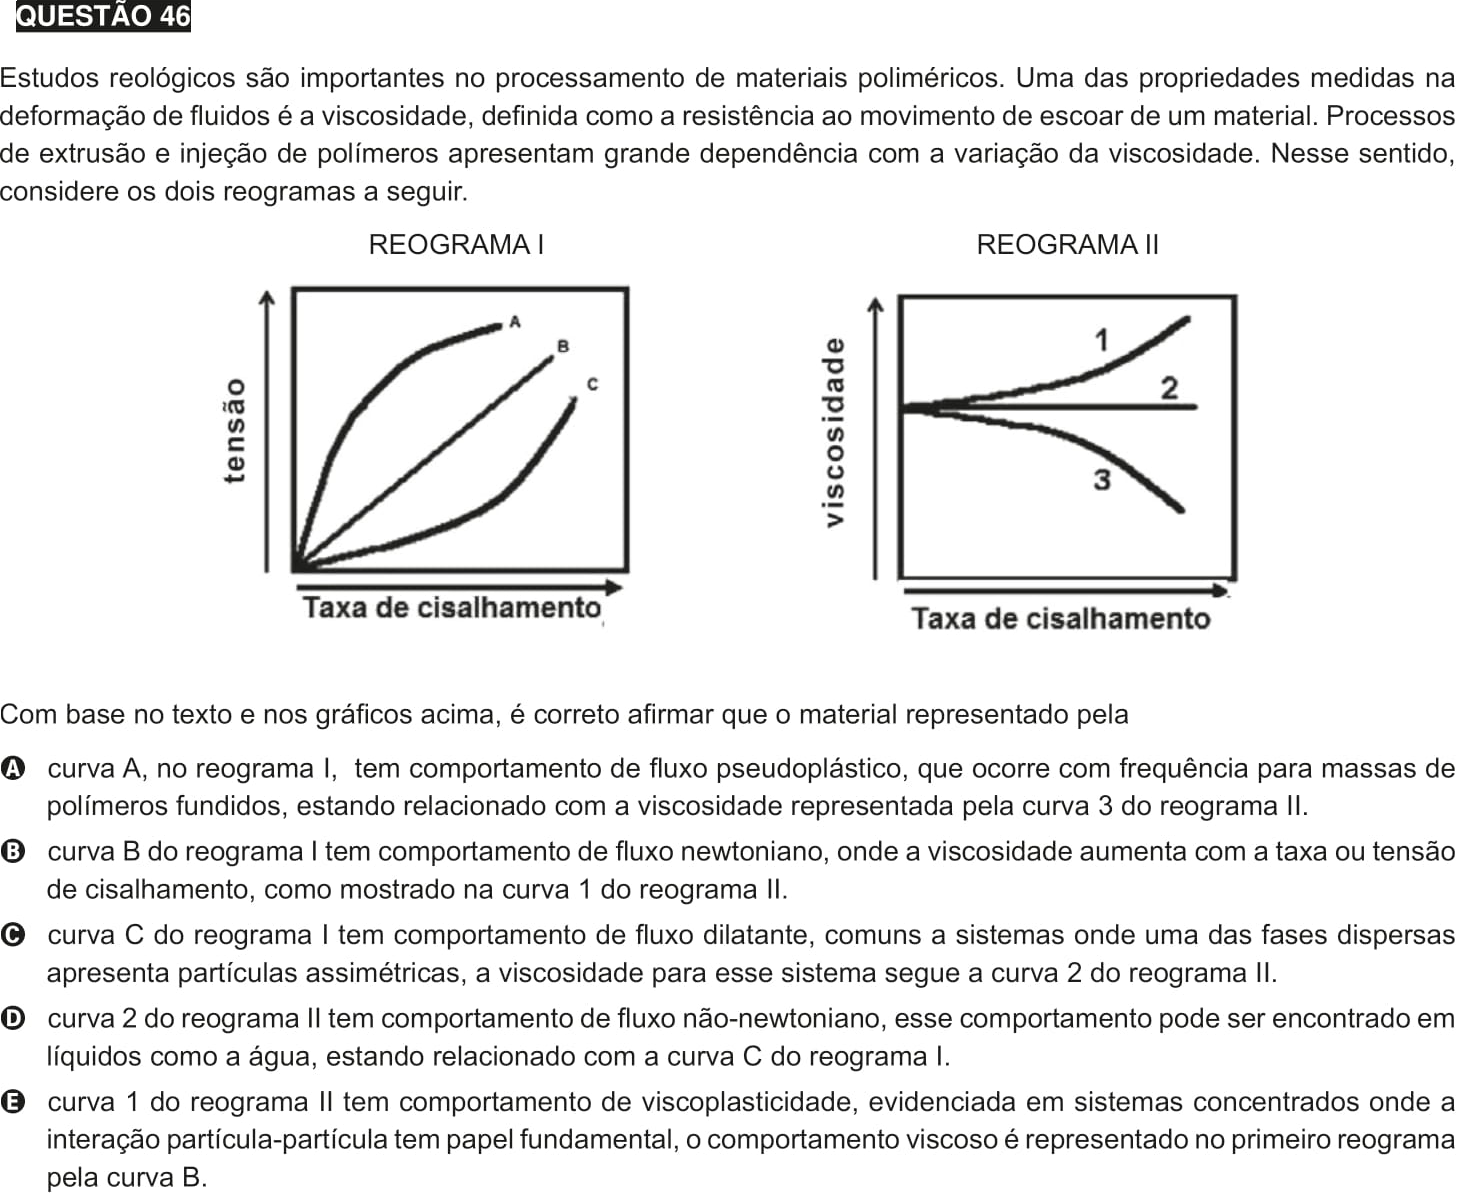 QUESTÃO 46
Estudos reológicos são importantes no processamento de materiais poliméricos. Uma das propriedades medidas na
deformação de fluidos é a viscosidade, definida como a resistência ao movimento de escoar de um material. Processos
de extrusão e injeção de polímeros apresentam grande dependência com a variação da viscosidade. Nesse sentido,
considere os dois reogramas a seguir.
REOGRAMA I
tensão
A
B
C
Taxa de cisalhamento
REOGRAMA II
viscosidade
1
2
3
Taxa de cisalhamento
Com base no texto e nos gráficos acima, é correto afirmar que o material representado pela
A curva A, no reograma I, tem comportamento de fluxo pseudoplástico, que ocorre com frequência para massas de
polímeros fundidos, estando relacionado com a viscosidade representada pela curva 3 do reograma II.
B curva B do reograma I tem comportamento de fluxo newtoniano, onde a viscosidade aumenta com a taxa ou tensão
de cisalhamento, como mostrado na curva 1 do reograma II.
C curva C do reograma I tem comportamento de fluxo dilatante, comuns a sistemas onde uma das fases dispersas
apresenta partículas assimétricas, a viscosidade para esse sistema segue a curva 2 do reograma II.
D curva 2 do reograma II tem comportamento de fluxo não-newtoniano, esse comportamento pode ser encontrado em
líquidos como a água, estando relacionado com a curva C do reograma I.
E curva 1 do reograma II tem comportamento de viscoplasticidade, evidenciada em sistemas concentrados onde a
interação partícula-partícula tem papel fundamental, o comportamento viscoso é representado no primeiro reograma
pela curva B.